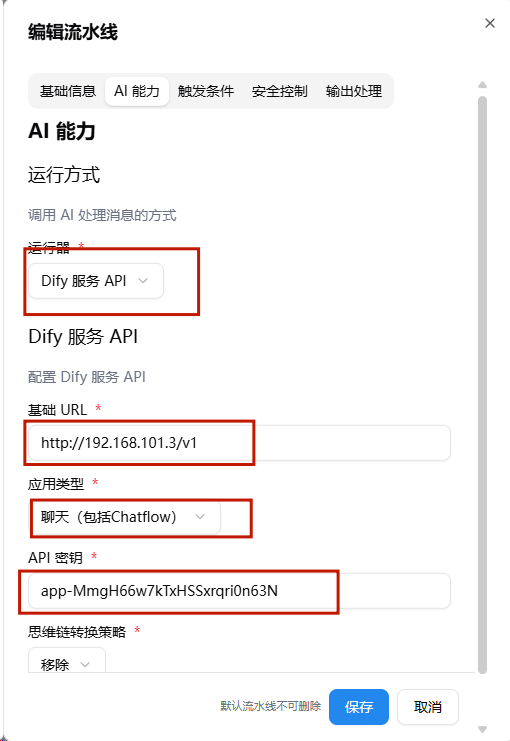 编辑流水线
基础信息 AI 能力 触发条件 安全控制 输出处理
AI 能力
运行方式
调用 AI 处理消息的方式
运行器 *
Dify 服务 API
Dify 服务 API
配置 Dify 服务 API
基础 URL *
http://192.168.101.3/v1
应用类型 *
聊天（包括Chatflow）
API 密钥 *
app-MmgH66w7kTxHSSxrqri0n63N
思维链转换策略 *
移除
默认流水线不可删除 保存 取消